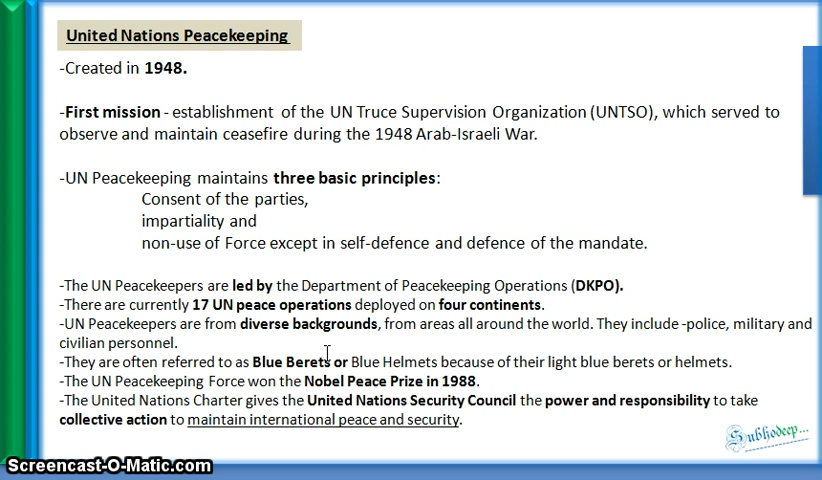 United Nations Peacekeeping
-Created in 1948.
-First mission - establishment of the UN Truce Supervision Organization (UNTSO), which served to
observe and maintain ceasefire during the 1948 Arab-Israeli War.
-UN Peacekeeping maintains three basic principles:
Consent of the parties,
impartiality and
non-use of Force except in self-defence and defence of the mandate.
-The UN Peacekeepers are led by the Department of Peacekeeping Operations (DKPO).
-There are currently 17 UN peace operations deployed on four continents.
-UN Peacekeepers are from diverse backgrounds, from areas all around the world. They include -police, military and
civilian personnel.
-They are often referred to as Blue Berets or Blue Helmets because of their light blue berets or helmets.
-The UN Peacekeeping Force won the Nobel Peace Prize in 1988.
-The United Nations Charter gives the United Nations Security Council the power and responsibility to take
collective action to maintain international peace and security.
Subhodeep...
Screencast-O-Matic.com